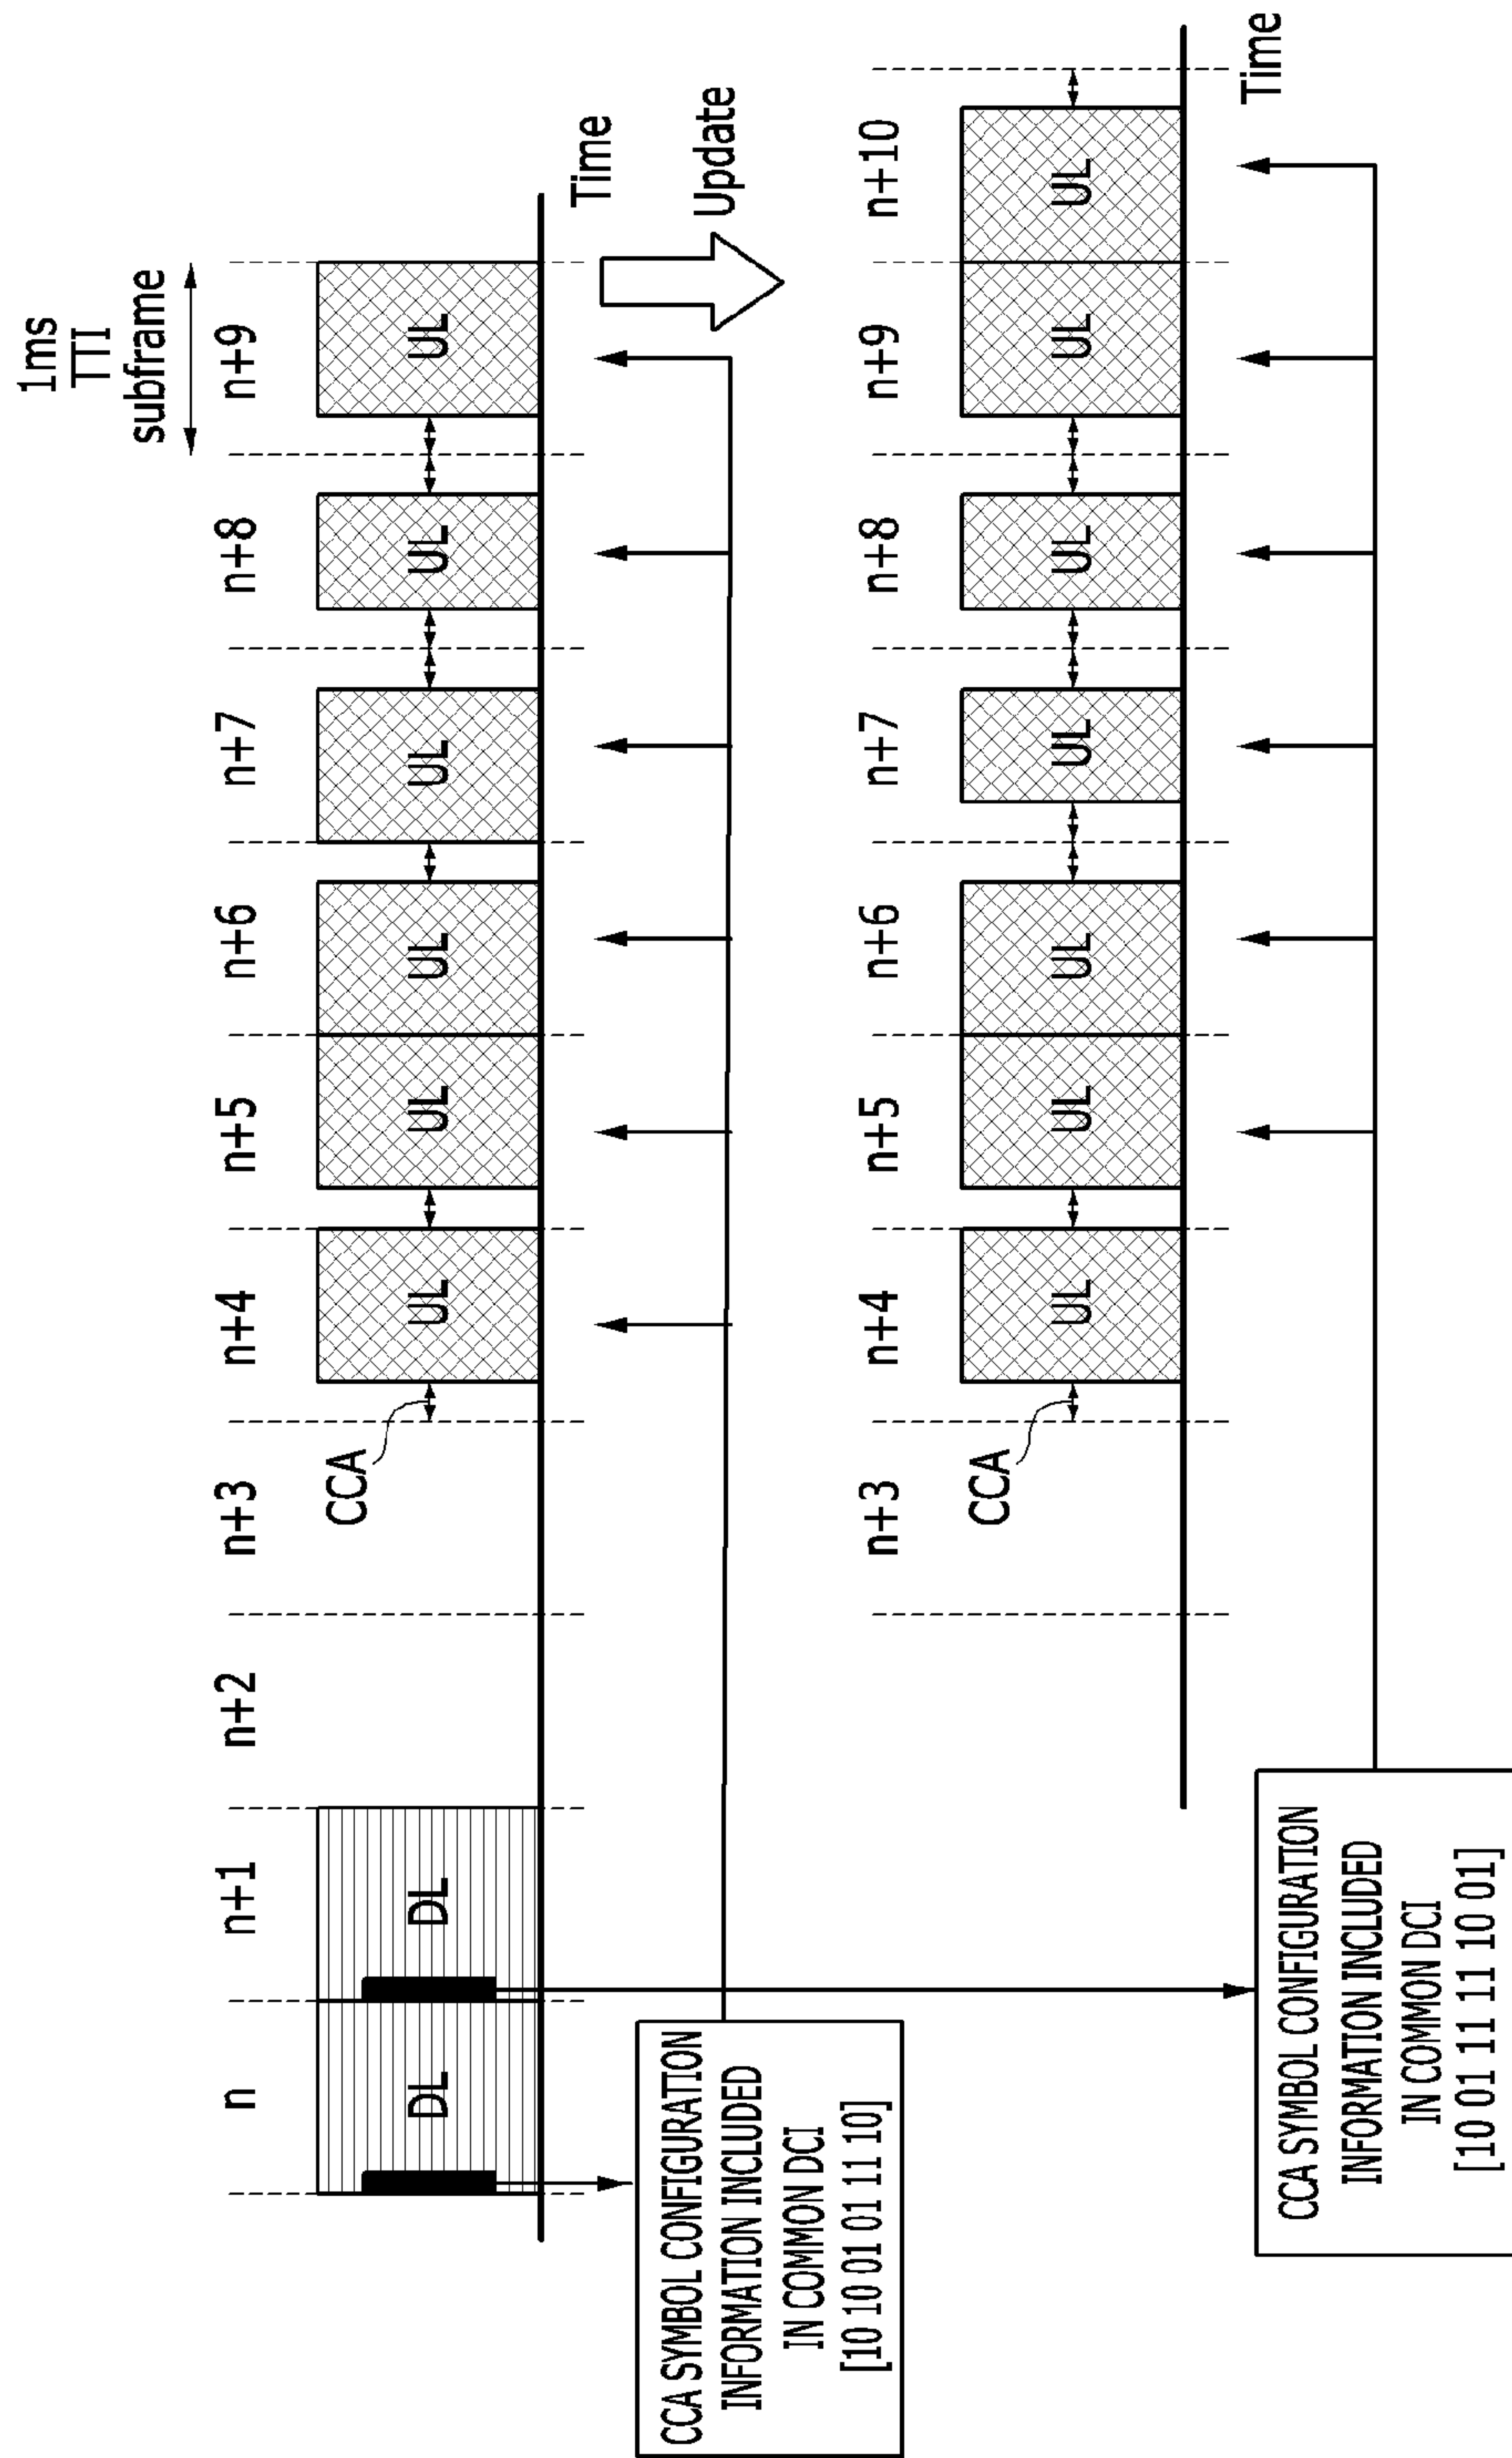 1ms
TTI
subframe
n
n+1
n+2
n+3
n+4
n+5
n+6
n+7
n+8
n+9
DL
DL
CCA
UL
UL
UL
UL
UL
UL
Time
CCA SYMBOL CONFIGURATION
INFORMATION INCLUDED
IN COMMON DCI
[10 10 01 01 11 10]
Update
n+3
n+4
n+5
n+6
n+7
n+8
n+9
n+10
CCA
UL
UL
UL
UL
UL
UL
UL
Time
CCA SYMBOL CONFIGURATION
INFORMATION INCLUDED
IN COMMON DCI
[10 01 11 11 10 01]